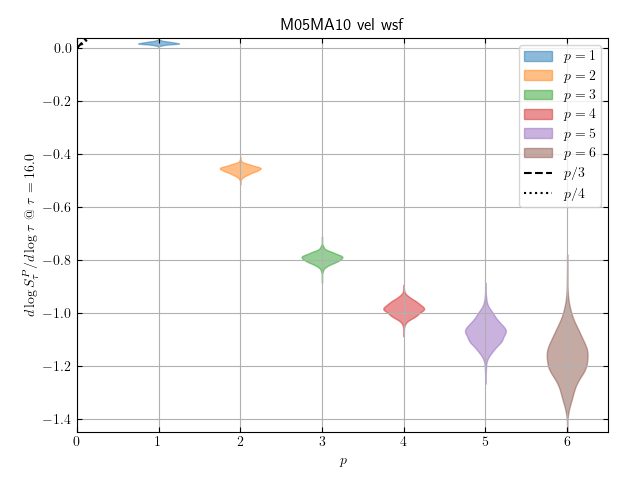 M05MA10 vel wsf
d log S_τ^P / d log τ @ τ = 16.0
0.0
−0.2
−0.4
−0.6
−0.8
−1.0
−1.2
−1.4
0 1 2 3 4 5 6
p
p = 1
p = 2
p = 3
p = 4
p = 5
p = 6
p/3
p/4